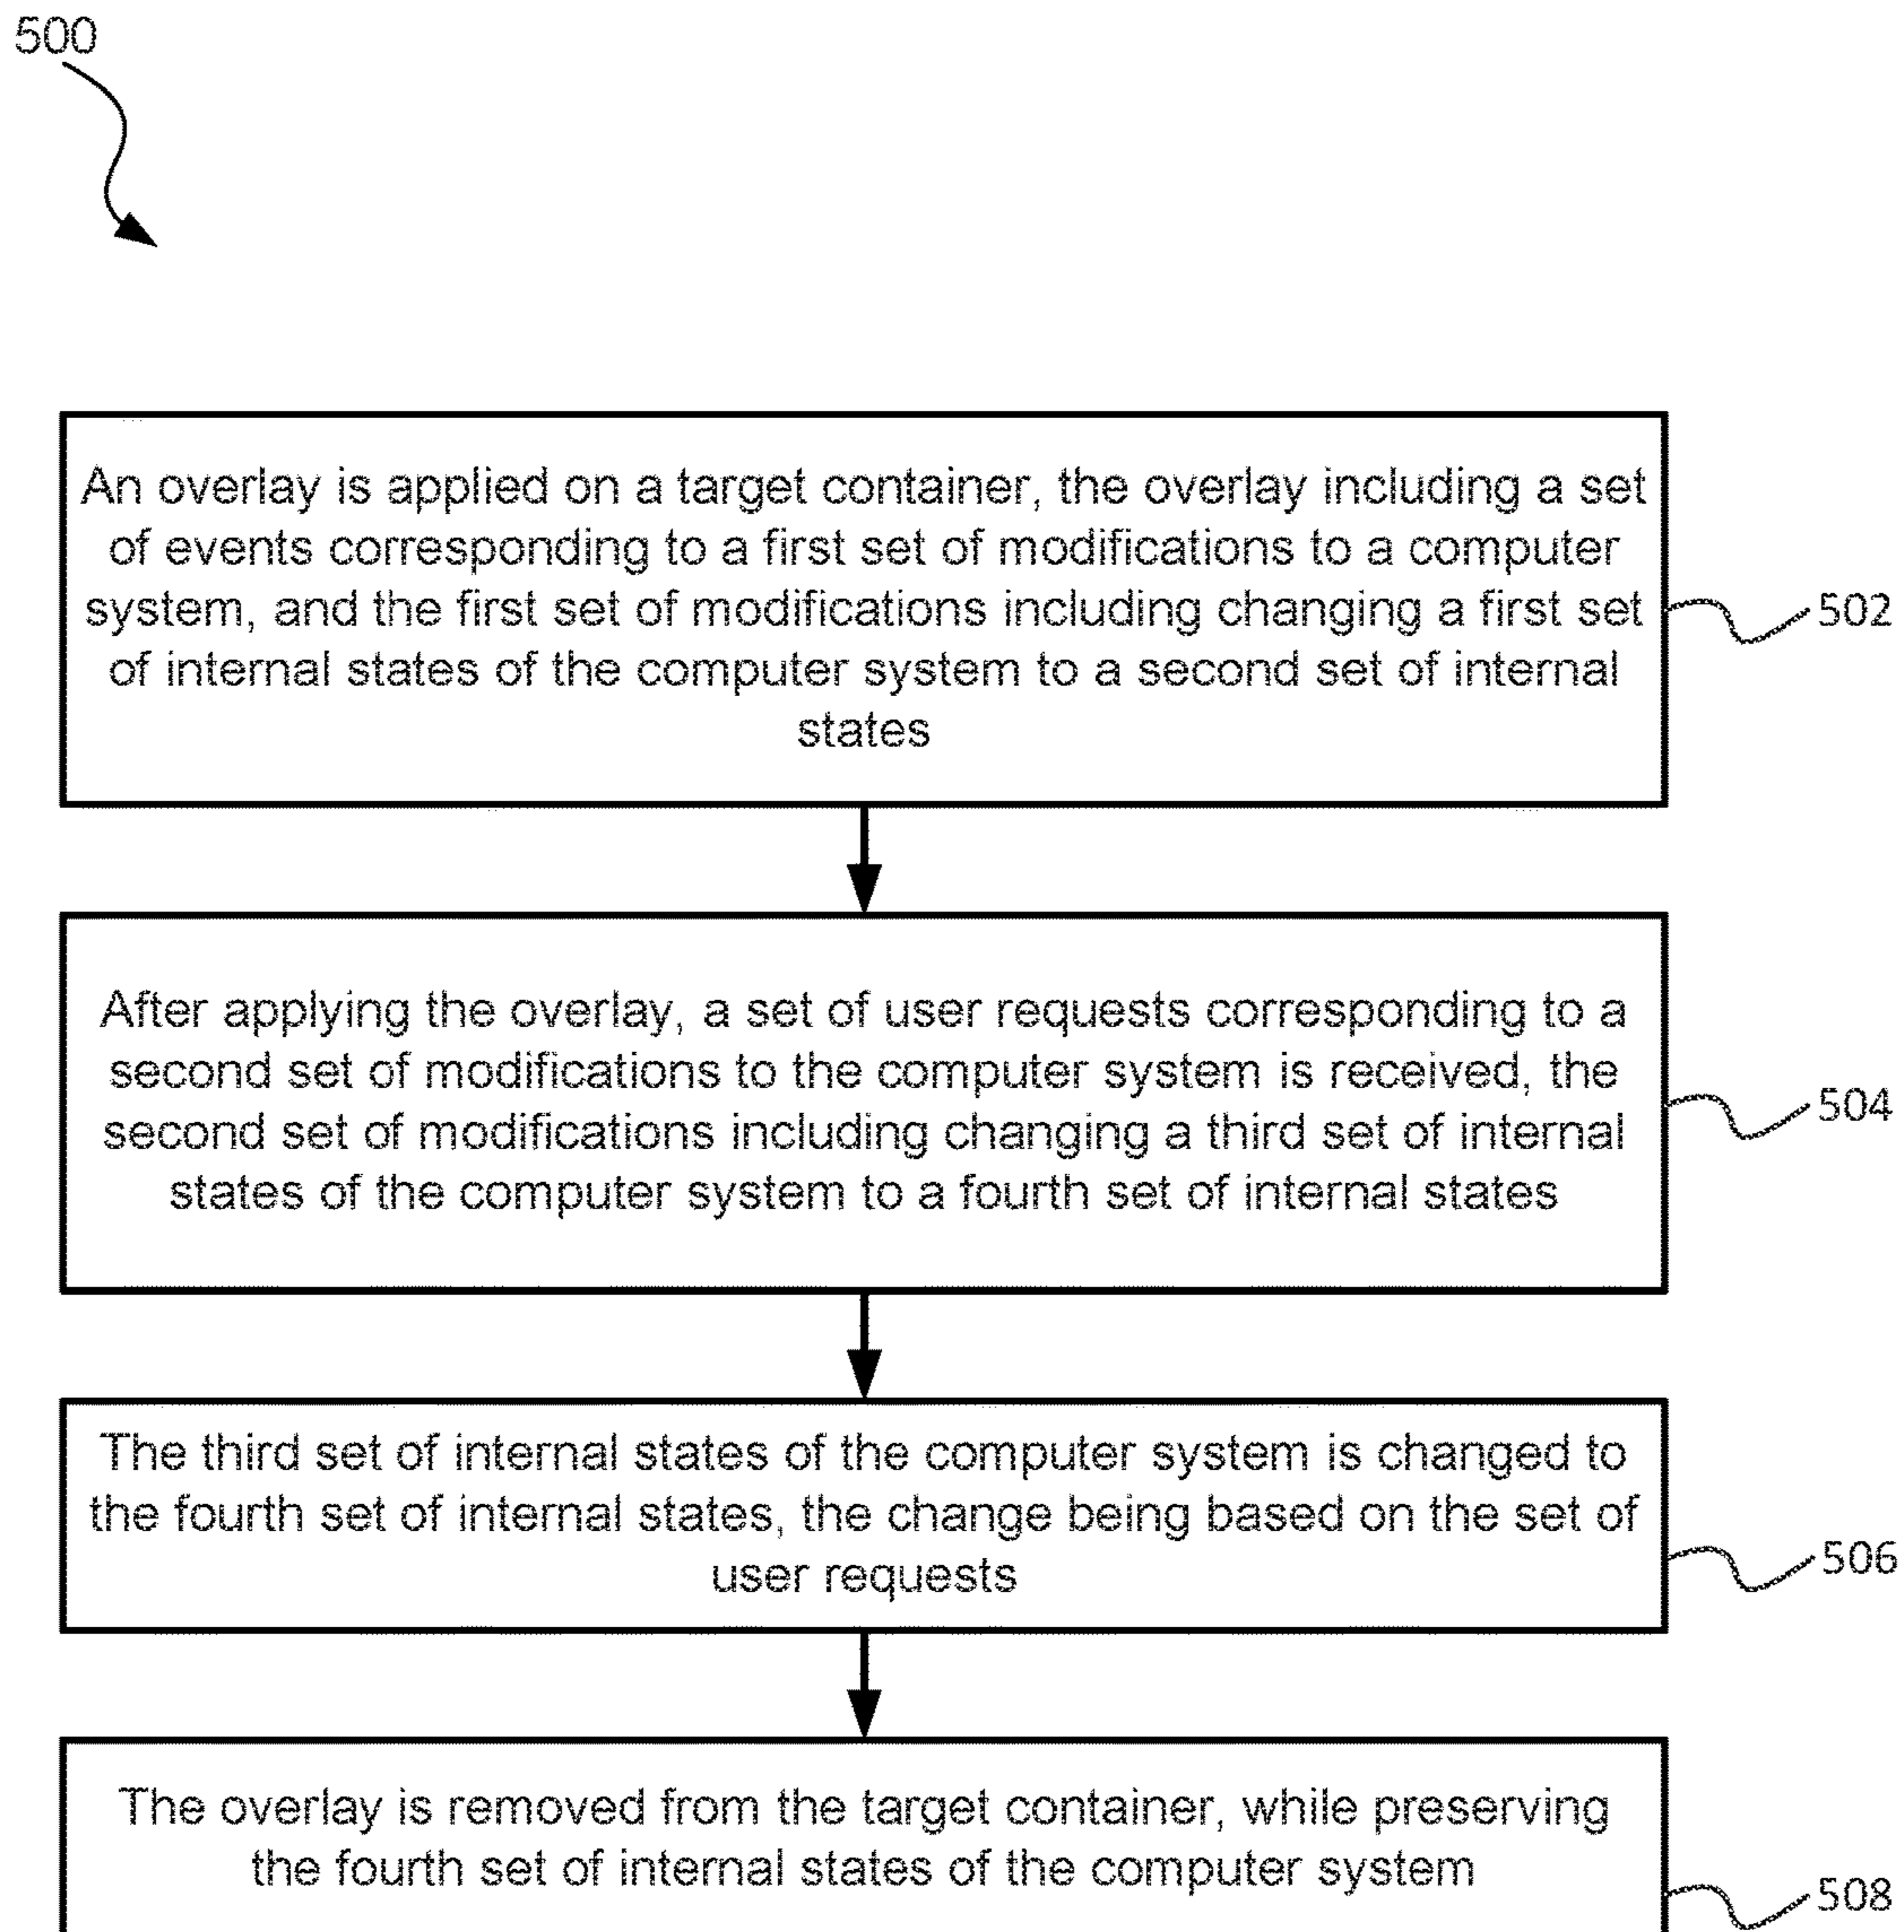 500
An overlay is applied on a target container, the overlay including a set
of events corresponding to a first set of modifications to a computer
system, and the first set of modifications including changing a first set
of internal states of the computer system to a second set of internal
states
502
After applying the overlay, a set of user requests corresponding to a
second set of modifications to the computer system is received, the
second set of modifications including changing a third set of internal
states of the computer system to a fourth set of internal states
504
The third set of internal states of the computer system is changed to
the fourth set of internal states, the change being based on the set of
user requests
506
The overlay is removed from the target container, while preserving
the fourth set of internal states of the computer system
508